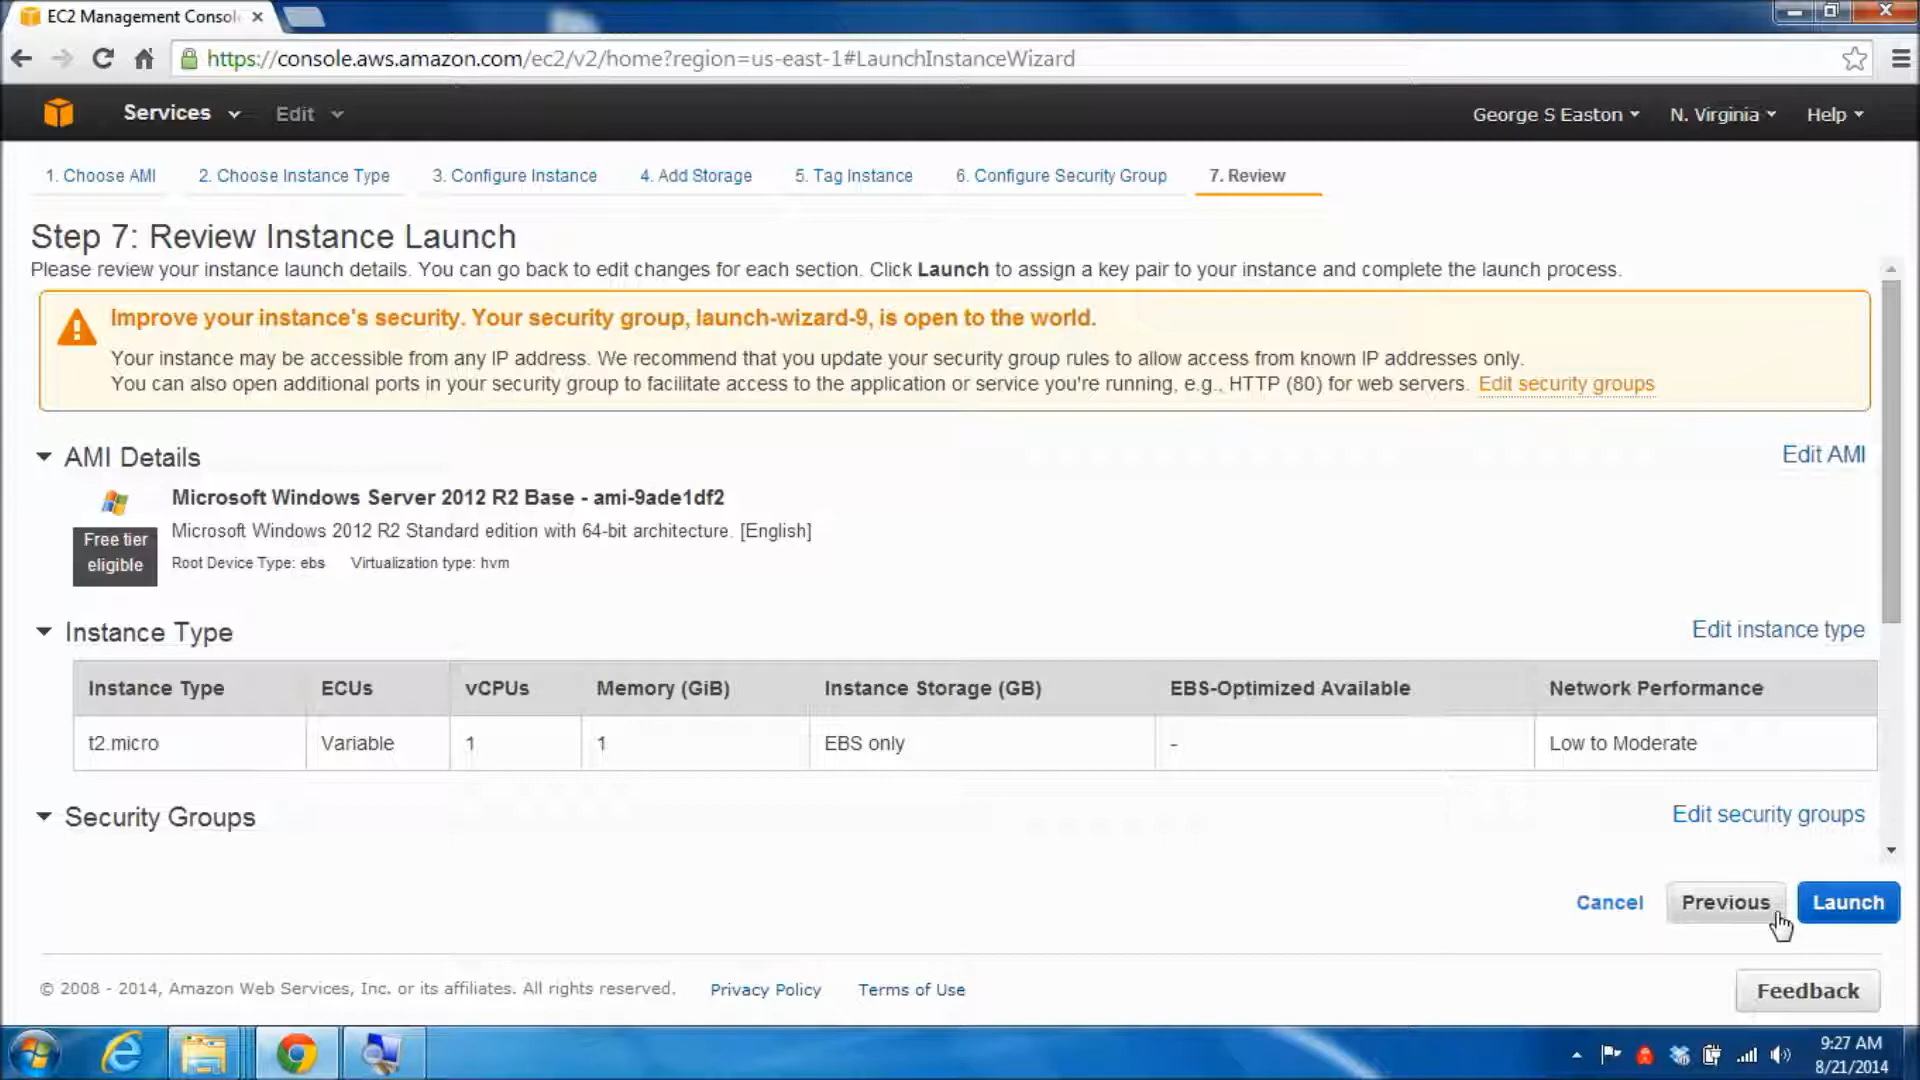 EC2 Management Consol
https://console.aws.amazon.com/ec2/v2/home?region=us-east-1#LaunchInstanceWizard
Services Edit George S Easton N. Virginia Help
1. Choose AMI 2. Choose Instance Type 3. Configure Instance 4. Add Storage 5. Tag Instance 6. Configure Security Group 7. Review
Step 7: Review Instance Launch
Please review your instance launch details. You can go back to edit changes for each section. Click Launch to assign a key pair to your instance and complete the launch process.
Improve your instance's security. Your security group, launch-wizard-9, is open to the world.
Your instance may be accessible from any IP address. We recommend that you update your security group rules to allow access from known IP addresses only.
You can also open additional ports in your security group to facilitate access to the application or service you're running, e.g., HTTP (80) for web servers. Edit security groups
AMI Details Edit AMI
Microsoft Windows Server 2012 R2 Base - ami-9ade1df2
Free tier eligible
Microsoft Windows 2012 R2 Standard edition with 64-bit architecture. [English]
Root Device Type: ebs Virtualization type: hvm
Instance Type Edit instance type
Instance Type ECUs vCPUs Memory (GiB) Instance Storage (GB) EBS-Optimized Available Network Performance
t2.micro Variable 1 1 EBS only - Low to Moderate
Security Groups Edit security groups
Cancel Previous Launch
© 2008 - 2014, Amazon Web Services, Inc. or its affiliates. All rights reserved. Privacy Policy Terms of Use Feedback
9:27 AM
8/21/2014